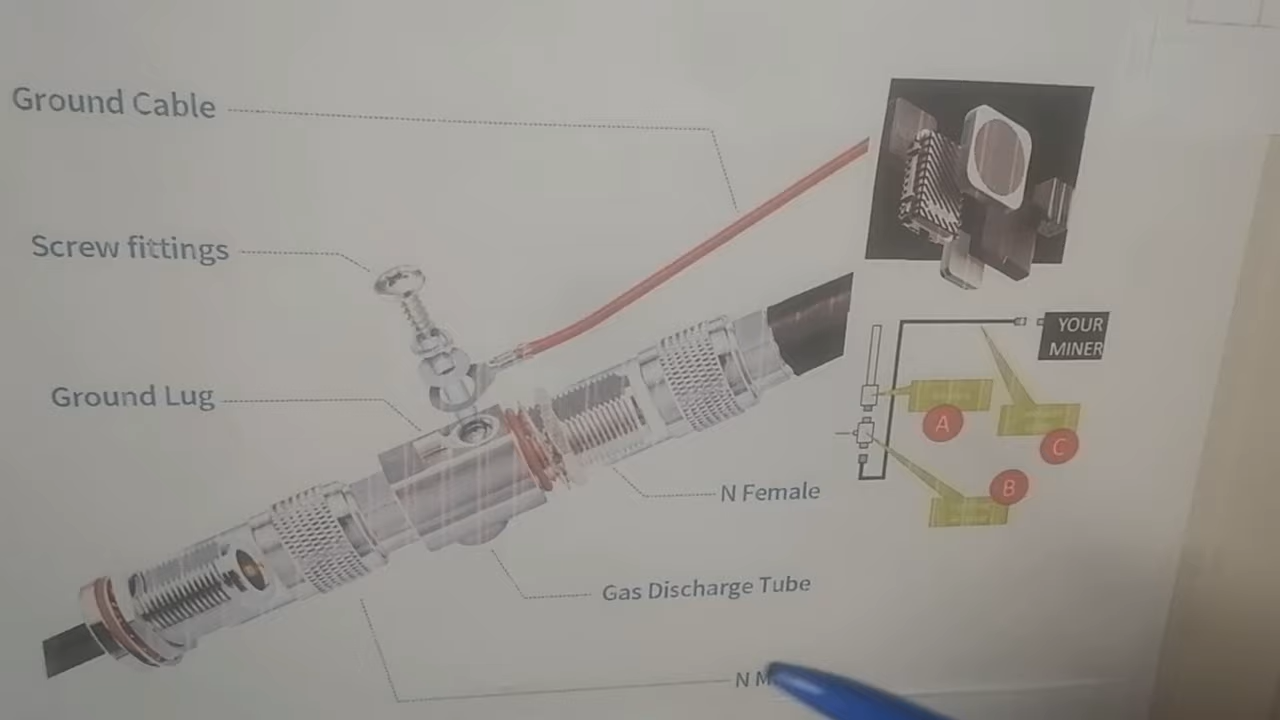 Ground Cable
Screw fittings
YOUR
MINER
Ground Lug
A
C
N Female
B
Gas Discharge Tube
N